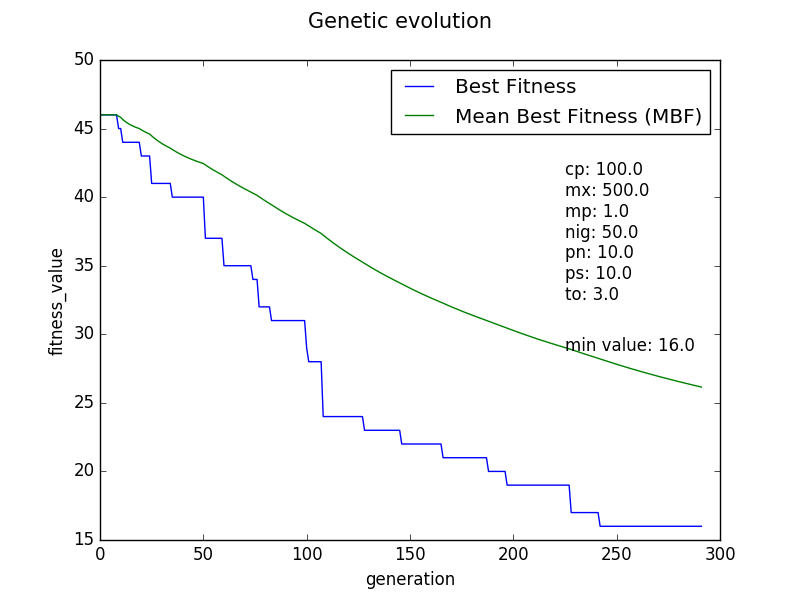 Genetic evolution
50
45
40
35
30
25
20
15
fitness_value
Best Fitness
Mean Best Fitness (MBF)
cp: 100.0
mx: 500.0
mp: 1.0
nig: 50.0
pn: 10.0
ps: 10.0
to: 3.0
min value: 16.0
0 50 100 150 200 250 300
generation